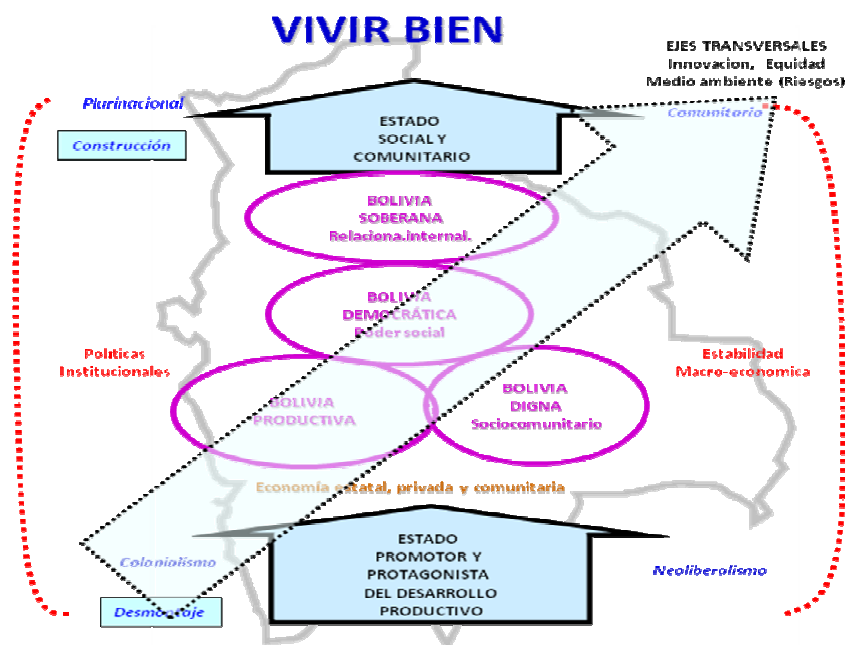 VIVIR BIEN
EJES TRANSVERSALES
Innovacion, Equidad
Medio ambiente (Riesgos)
Plurinacional
Comunitario
Construcción
ESTADO
SOCIAL Y
COMUNITARIO
BOLIVIA
SOBERANA
Relaciona.internal.
BOLIVIA
DEMOCRÁTICA
Poder social
Políticas
Institucionales
Estabilidad
Macro-economica
BOLIVIA
PRODUCTIVA
BOLIVIA
DIGNA
Sociocomunitario
Economía estatal, privada y comunitaria
ESTADO
PROMOTOR Y
PROTAGONISTA
DEL DESARROLLO
PRODUCTIVO
Colonialismo
Neoliberalismo
Desmontaje